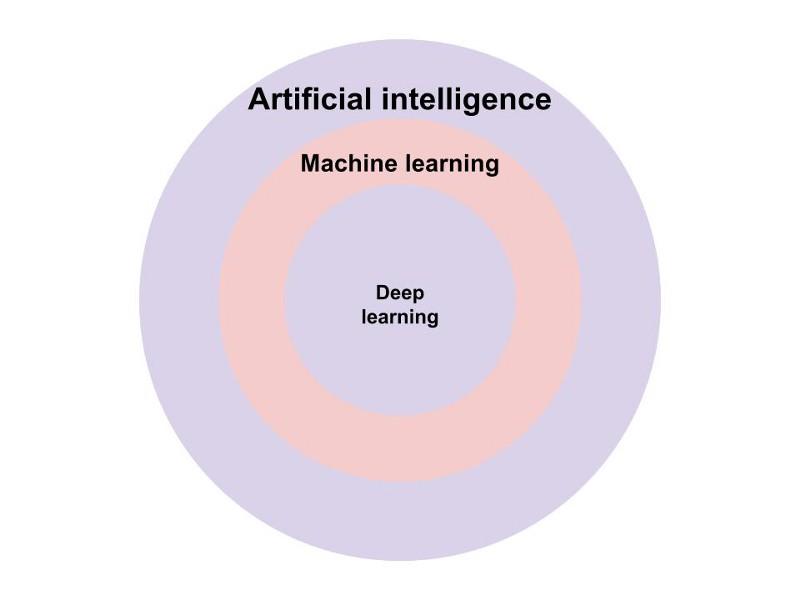 Artificial intelligence
Machine learning
Deep
learning